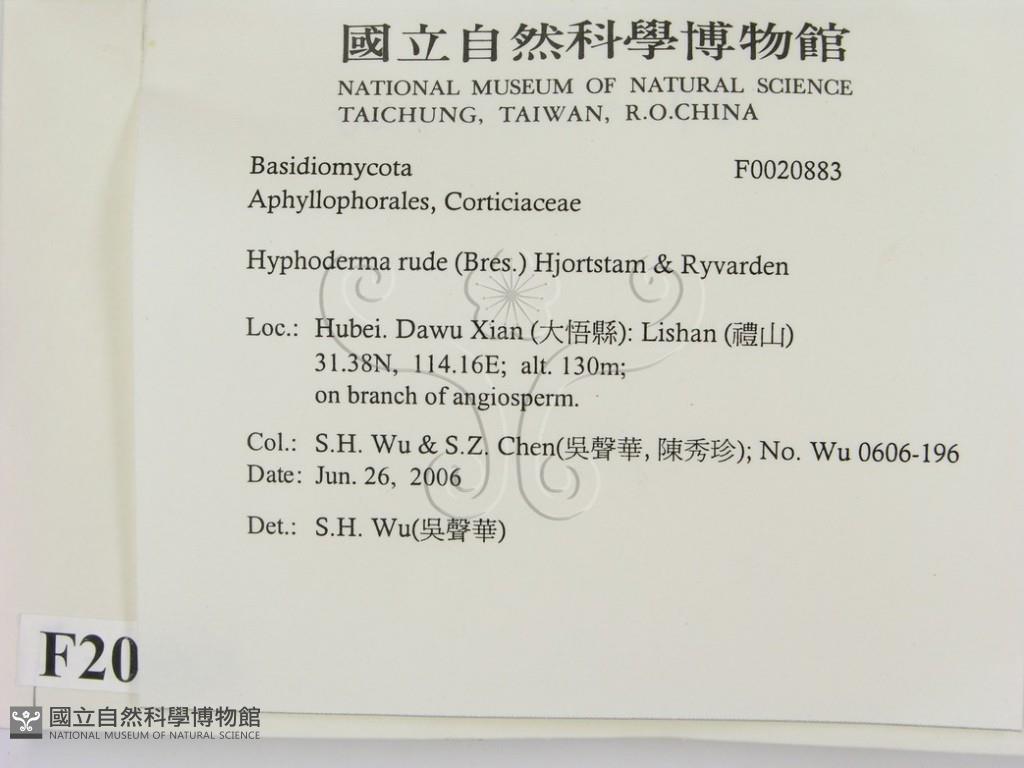 國立自然科學博物館
NATIONAL MUSEUM OF NATURAL SCIENCE
TAICHUNG, TAIWAN, R.O.CHINA
Basidiomycota F0020883
Aphyllophorales, Corticiaceae
Hyphoderma rude (Bres.) Hjortstam & Ryvarden
Loc.: Hubei. Dawu Xian (大悟縣): Lishan (禮山)
31.38N, 114.16E; alt. 130m;
on branch of angiosperm.
Col.: S.H. Wu & S.Z. Chen(吳聲華, 陳秀珍); No. Wu 0606-196
Date: Jun. 26, 2006
Det.: S.H. Wu(吳聲華)
F20
國立自然科學博物館
NATIONAL MUSEUM OF NATURAL SCIENCE